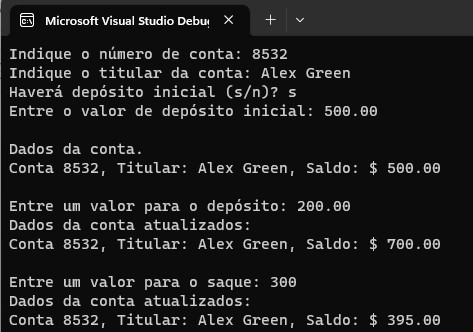 Microsoft Visual Studio Debu
Indique o número de conta: 8532
Indique o titular da conta: Alex Green
Haverá depósito inicial (s/n)? s
Entre o valor de depósito inicial: 500.00
Dados da conta.
Conta 8532, Titular: Alex Green, Saldo: $ 500.00
Entre um valor para o depósito: 200.00
Dados da conta atualizados:
Conta 8532, Titular: Alex Green, Saldo: $ 700.00
Entre um valor para o saque: 300
Dados da conta atualizados:
Conta 8532, Titular: Alex Green, Saldo: $ 395.00